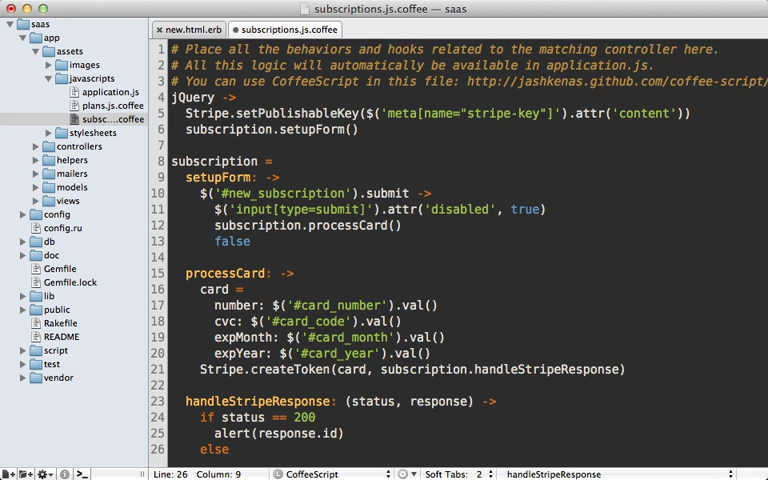 subscriptions.js.coffee — saas
saas
app
assets
images
javascripts
application.js
plans.js.coffee
subsc....coffee
stylesheets
controllers
helpers
mailers
models
views
config
config.ru
db
doc
Gemfile
Gemfile.lock
lib
public
Rakefile
README
script
test
vendor
new.html.erb
subscriptions.js.coffee
1 # Place all the behaviors and hooks related to the matching controller here.
2 # All this logic will automatically be available in application.js.
3 # You can use CoffeeScript in this file: http://jashkenas.github.com/coffee-script/
4 jQuery ->
5 Stripe.setPublishableKey($('meta[name="stripe-key"]').attr('content'))
6 subscription.setupForm()
7
8 subscription =
9 setupForm: ->
10 $('#new_subscription').submit ->
11 $('input[type=submit]').attr('disabled', true)
12 subscription.processCard()
13 false
14
15 processCard: ->
16 card =
17 number: $('#card_number').val()
18 cvc: $('#card_code').val()
19 expMonth: $('#card_month').val()
20 expYear: $('#card_year').val()
21 Stripe.createToken(card, subscription.handleStripeResponse)
22
23 handleStripeResponse: (status, response) ->
24 if status == 200
25 alert(response.id)
26 else
Line: 26 Column: 9 CoffeeScript Soft Tabs: 2 handleStripeResponse